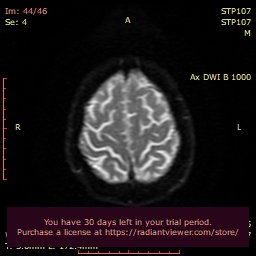 Im: 44/46
Se: 4
A
STP107
STP107
M
Ax DWI B 1000
R
L
You have 30 days left in your trial period.
Purchase a license at https://radiantviewer.com/store/